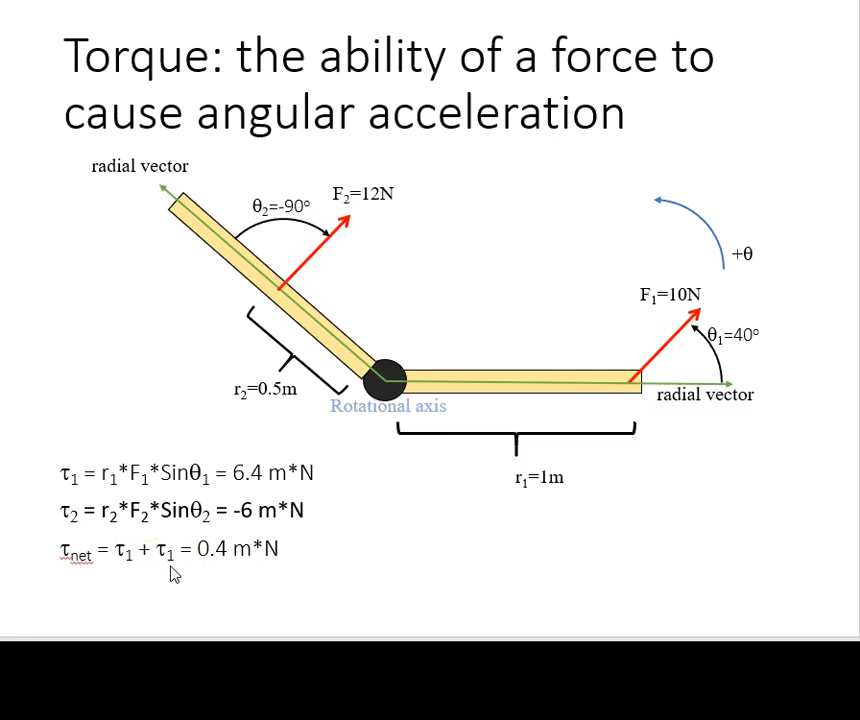 Torque: the ability of a force to
cause angular acceleration
radial vector
θ₂=-90°
F₂=12N
+θ
F₁=10N
θ₁=40°
r₂=0.5m
radial vector
Rotational axis
τ₁ = r₁*F₁*Sinθ₁ = 6.4 m*N
r₁=1m
τ₂ = r₂*F₂*Sinθ₂ = -6 m*N
τnet = τ₁ + τ₁ = 0.4 m*N